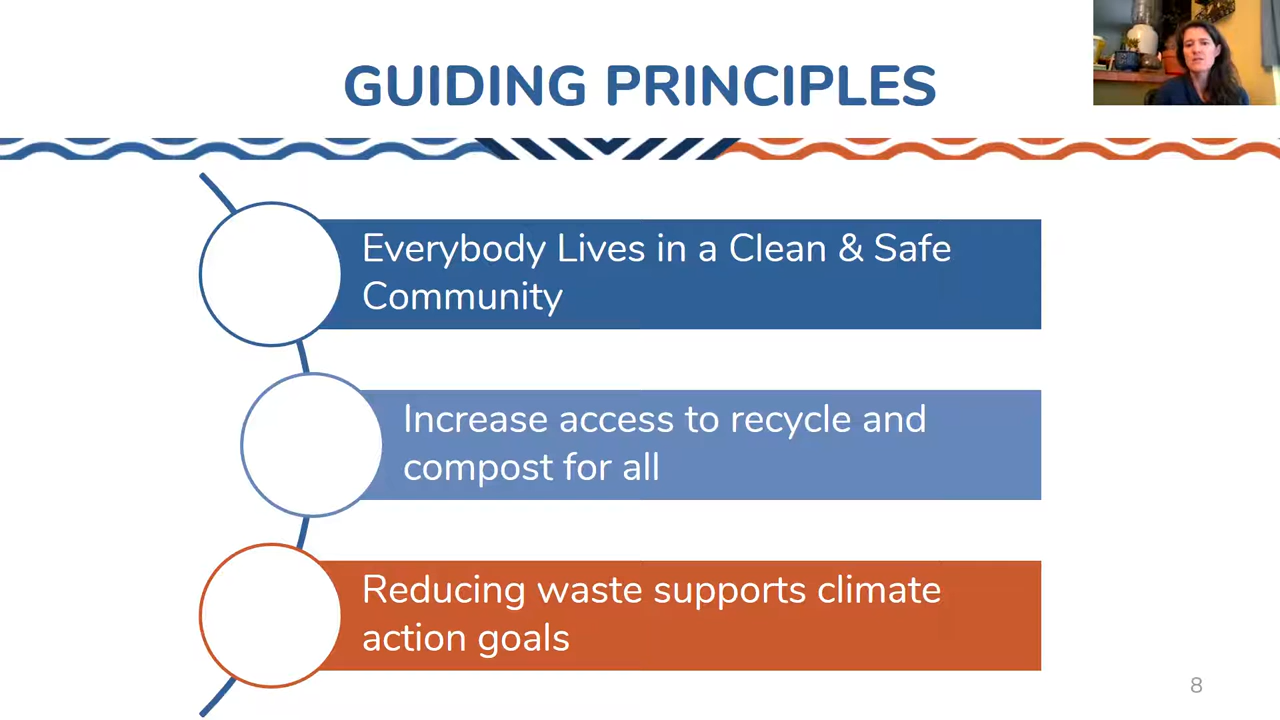 GUIDING PRINCIPLES
Everybody Lives in a Clean & Safe
Community
Increase access to recycle and
compost for all
Reducing waste supports climate
action goals
8